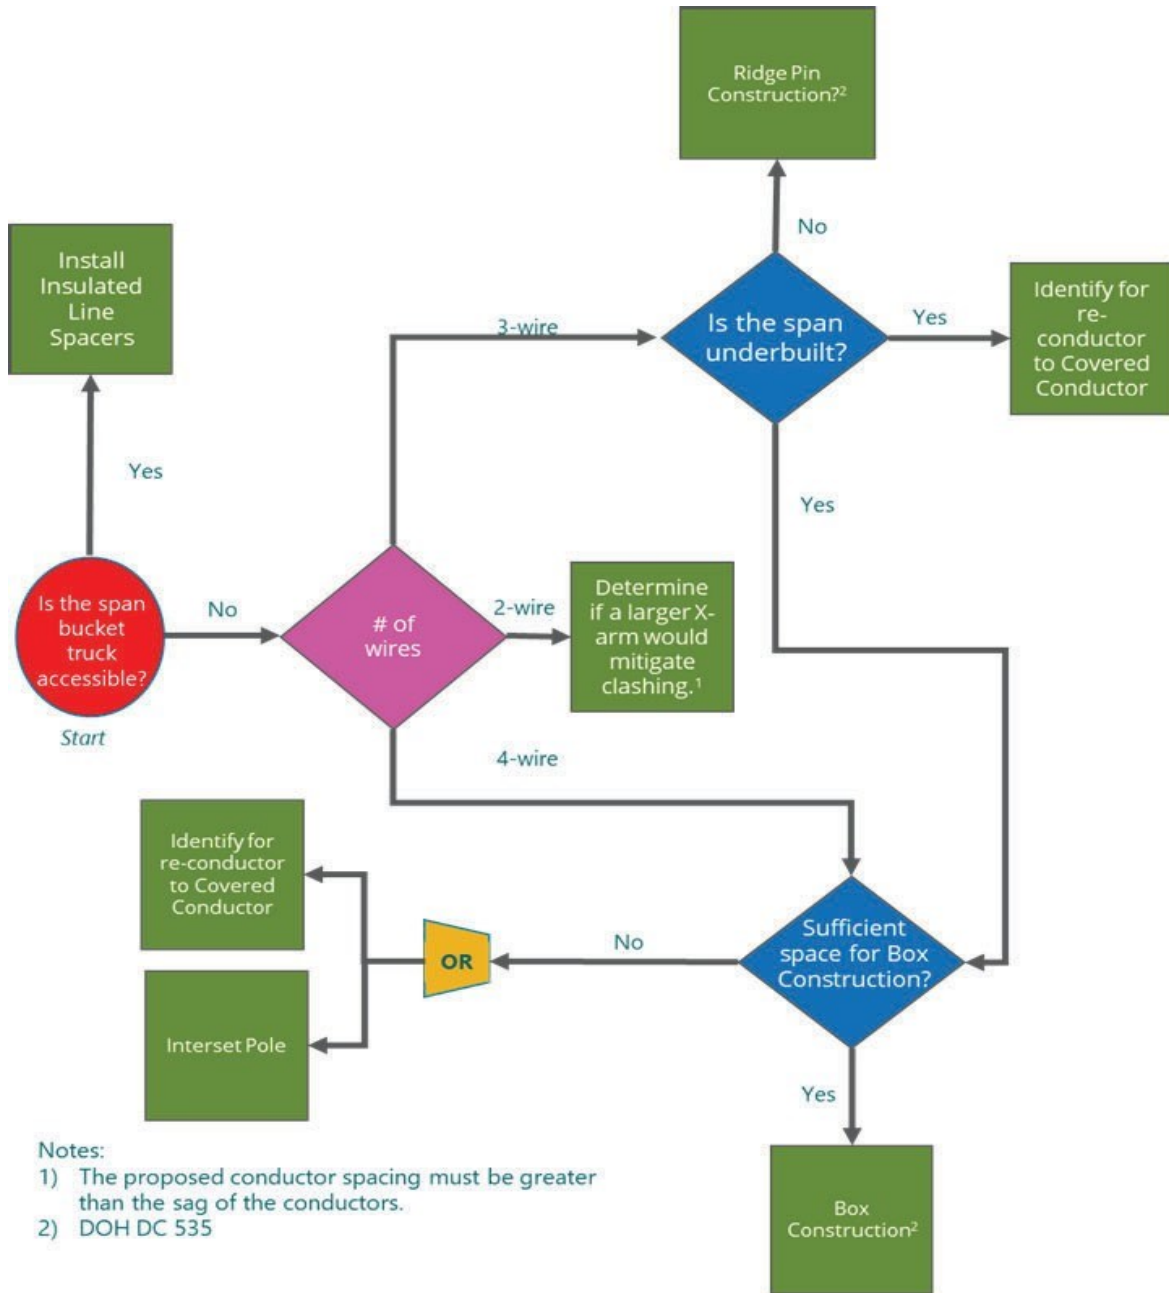 Ridge Pin
Construction?²
No
Install
Insulated
Line
Spacers
3-wire
Is the span
underbuilt?
Yes
Identify for
re-
conductor
to Covered
Conductor
Yes
Yes
Is the span
bucket
truck
accessible?
Start
No
# of
wires
2-wire
Determine
if a larger X-
arm would
mitigate
clashing.¹
4-wire
Identify for
re-conductor
to Covered
Conductor
OR
No
Sufficient
space for Box
Construction?
Interset Pole
Yes
Box
Construction²
Notes:
1) The proposed conductor spacing must be greater
than the sag of the conductors.
2) DOH DC 535